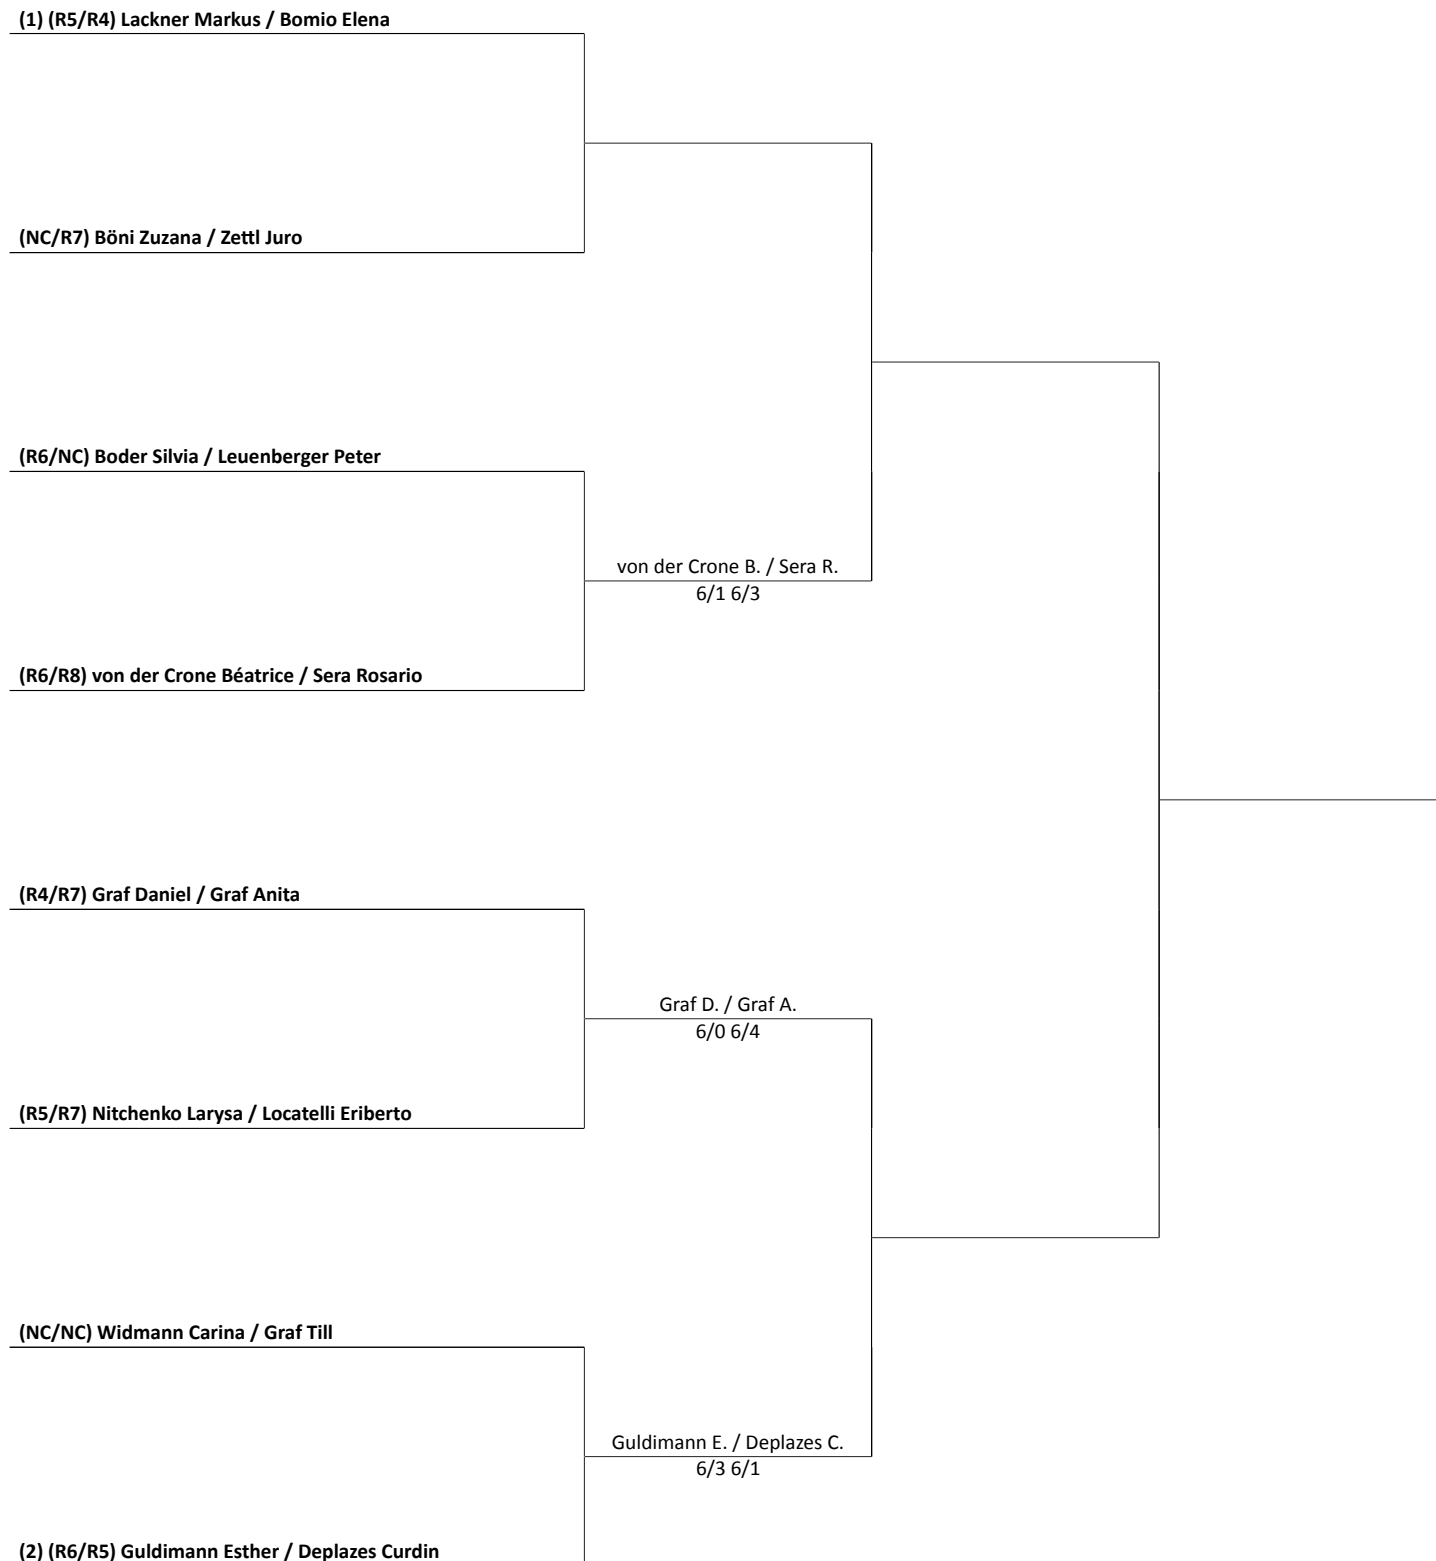 (1) (R5/R4) Lackner Markus / Bomio Elena
(NC/R7) Böni Zuzana / Zettl Juro
(R6/NC) Boder Silvia / Leuenberger Peter
von der Crone B. / Sera R.
6/1 6/3
(R6/R8) von der Crone Béatrice / Sera Rosario
(R4/R7) Graf Daniel / Graf Anita
Graf D. / Graf A.
6/0 6/4
(R5/R7) Nitchenko Larysa / Locatelli Eriberto
(NC/NC) Widmann Carina / Graf Till
Guldimann E. / Deplazes C.
6/3 6/1
(2) (R6/R5) Guldimann Esther / Deplazes Curdin